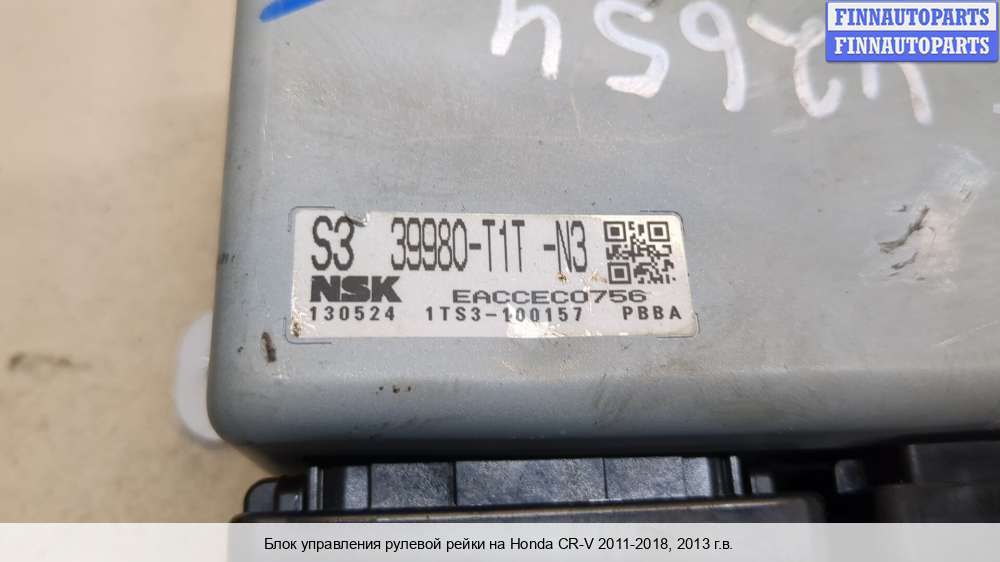 FINNAUTOPARTS
FINNAUTOPARTS
S3 39980-T1T -N3
NSK EACCEC0756
130524 1TS3-100157 PBBA
Блок управления рулевой рейки на Honda CR-V 2011-2018, 2013 г.в.